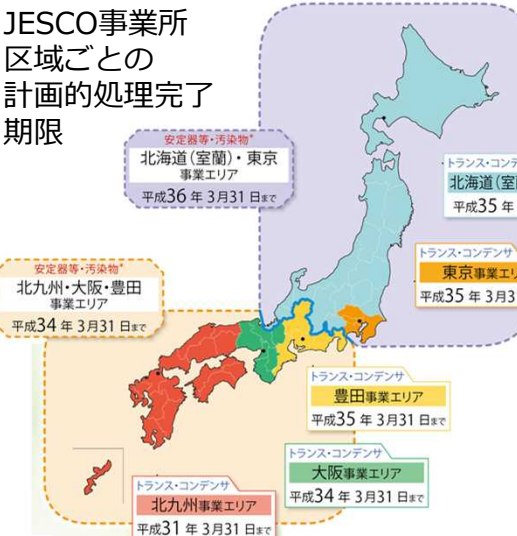 JESCO事業所
区域ごとの
計画的処理完了
期限
安定器等・汚染物*
北海道(室蘭)・東京
事業エリア
平成36年3月31日まで
トランス・コンデ
北海道(室
平成35年
トランス・コンデンサ
東京事業エリ
平成35年3月3
安定器等・汚染物*
北九州・大阪・豊田
事業エリア
平成34年3月31日まで
トランス・コンデンサ
豊田事業エリア
平成35年3月31日まで
トランス・コンデンサ
大阪事業エリア
平成34年3月31日まで
トランス・コンデンサ
北九州事業エリア
平成31年3月31日まで